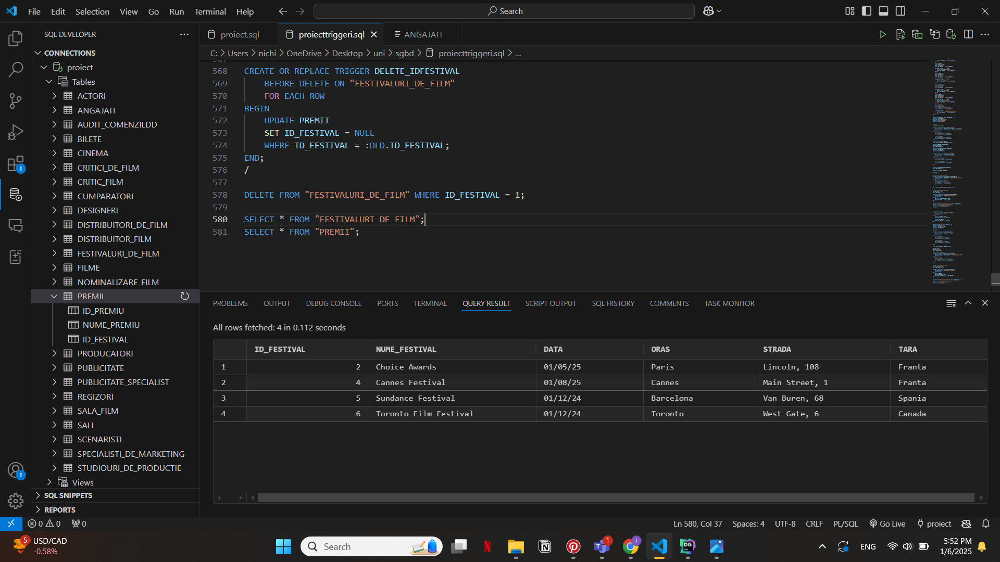 File Edit Selection View Go Run Terminal Help
Search
SQL DEVELOPER
proiect.sql proiecttriggeri.sql ANGAJATI
C: > Users > nichi > OneDrive > Desktop > uni > sgbd > proiecttriggeri.sql > ...
CONNECTIONS
proiect
Tables
ACTORI
ANGAJATI
AUDIT_COMENZILDD
BILETE
CINEMA
CRITICI_DE_FILM
CRITIC_FILM
CUMPARATORI
DESIGNERI
DISTRIBUITORI_DE_FILM
DISTRIBUITOR_FILM
FESTIVALURI_DE_FILM
FILME
NOMINALIZARE_FILM
PREMII
ID_PREMIU
NUME_PREMIU
ID_FESTIVAL
PRODUCATORI
PUBLICITATE
PUBLICITATE_SPECIALIST
REGIZORI
SALA_FILM
SALI
SCENARISTI
SPECIALISTI_DE_MARKETING
STUDIOURI_DE_PRODUCTIE
Views
SQL SNIPPETS
REPORTS
1
1
568 CREATE OR REPLACE TRIGGER DELETE_IDFESTIVAL
569 BEFORE DELETE ON "FESTIVALURI_DE_FILM"
570 FOR EACH ROW
571 BEGIN
572 UPDATE PREMII
573 SET ID_FESTIVAL = NULL
574 WHERE ID_FESTIVAL = :OLD.ID_FESTIVAL;
575 END;
576 /
577
578 DELETE FROM "FESTIVALURI_DE_FILM" WHERE ID_FESTIVAL = 1;
579
580 SELECT * FROM "FESTIVALURI_DE_FILM";
581 SELECT * FROM "PREMII";
PROBLEMS OUTPUT DEBUG CONSOLE PORTS TERMINAL QUERY RESULT SCRIPT OUTPUT SQL HISTORY COMMENTS TASK MONITOR
All rows fetched: 4 in 0.112 seconds
ID_FESTIVAL NUME_FESTIVAL DATA ORAS STRADA TARA
1 2 Choice Awards 01/05/25 Paris Lincoln, 108 Franta
2 4 Cannes Festival 01/08/25 Cannes Main Street, 1 Franta
3 5 Sundance Festival 01/12/24 Barcelona Van Buren, 68 Spania
4 6 Toronto Film Festival 01/12/24 Toronto West Gate, 6 Canada
0 0 0
Ln 580, Col 37 Spaces: 4 UTF-8 CRLF PL/SQL Go Live proiect
5 USD/CAD
-0.58%
Search
N
DG
1
ENG
5:52 PM
1/6/2025